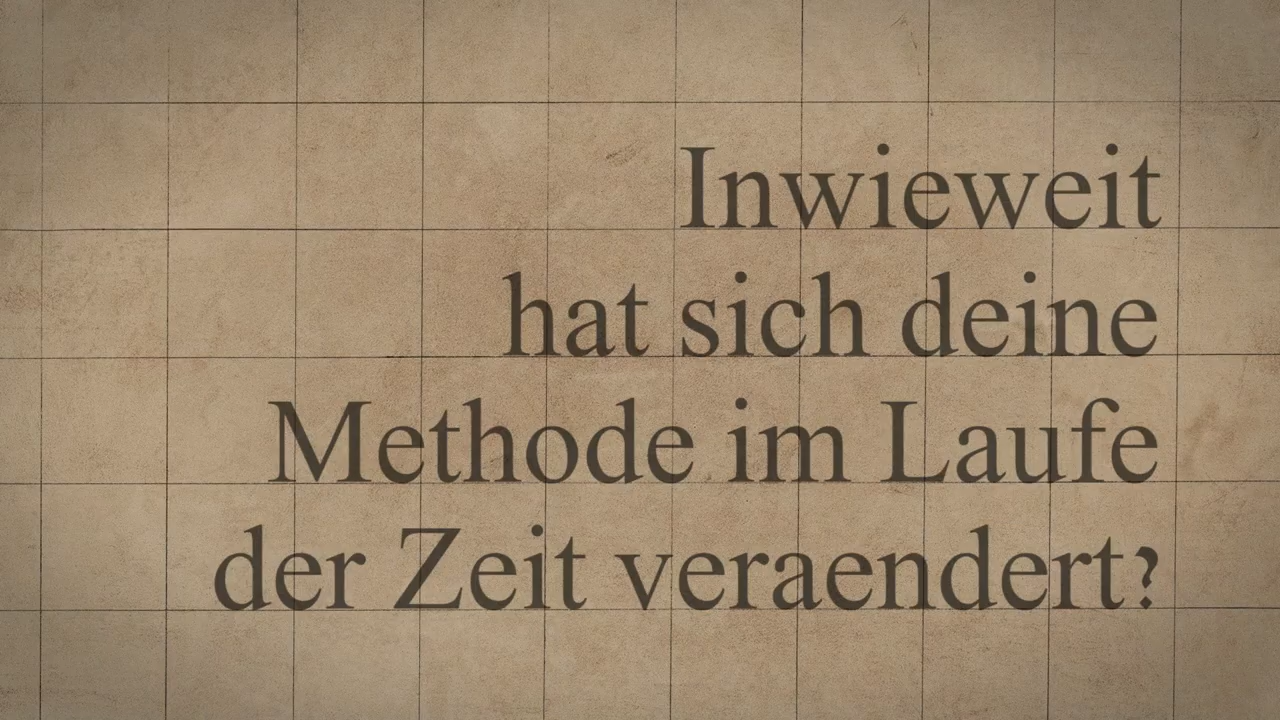 Inwieweit
hat sich deine
Methode im Laufe
der Zeit veraendert?